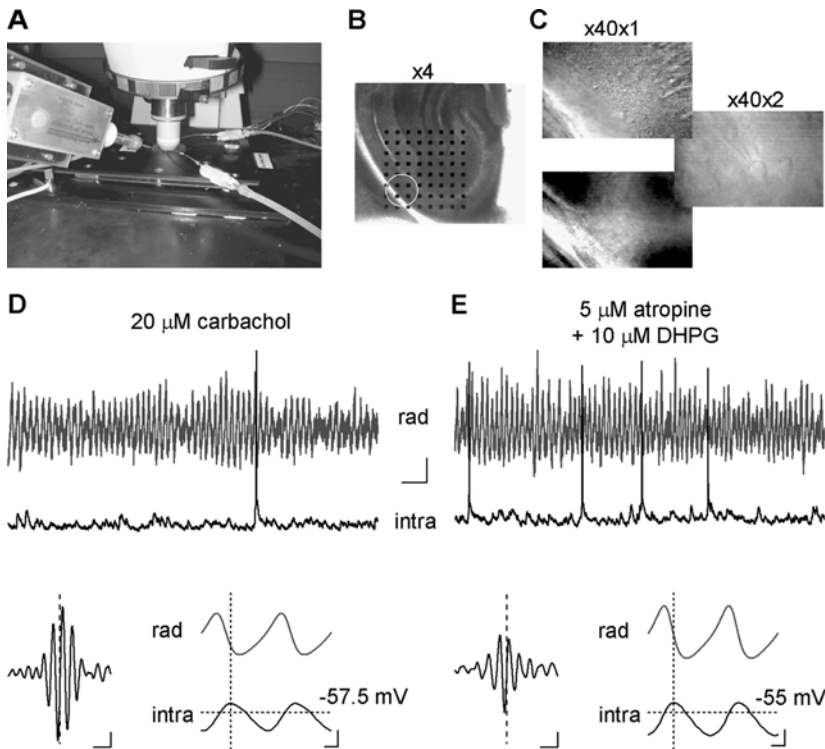 A
B
x4
C
x40x1
x40x2
D
20 μM carbachol
E
5 μM atropine
+ 10 μM DHPG
rad
intra
rad
intra
-57.5 mV
rad
intra
-55 mV